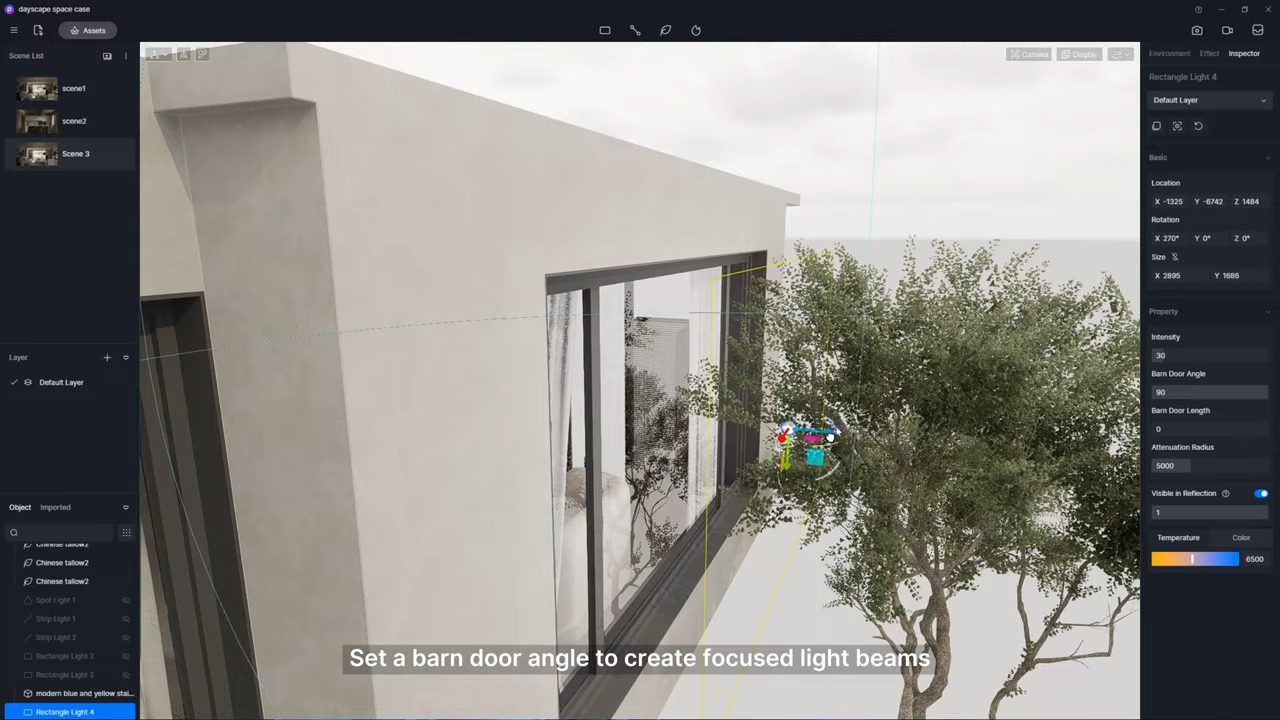 dayscape space case
Assets
Scene List
scene1
scene2
Scene 3
Layer
Default Layer
Object Imported
Chinese tallow2
Chinese tallow2
Chinese tallow2
Spot Light 1
Strip Light 1
Strip Light 2
Rectangle Light 2
Rectangle Light 2
modern blue and yellow stai...
Rectangle Light 4
Camera Display
Set a barn door angle to create focused light beams
Environment Effect Inspector
Rectangle Light 4
Default Layer
Basic
Location
X -1325 Y -6742 Z 1484
Rotation
X 270° Y 0° Z 0°
Size
X 2895 Y 1686
Property
Intensity
30
Barn Door Angle
90
Barn Door Length
0
Attenuation Radius
5000
Visible in Reflection
1
Temperature Color
6500